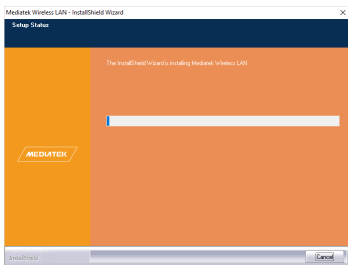 Mediatek Wireless LAN - InstallShield Wizard
Setup Status
The InstallShield Wizard is installing Mediatek Wireless LAN
MEDIATEK
InstallShield
Cancel